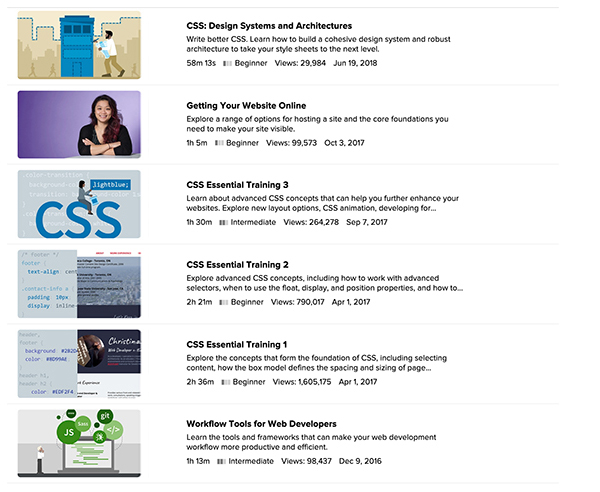 CSS: Design Systems and Architectures
Write better CSS. Learn how to build a cohesive design system and robust
architecture to take your style sheets to the next level.
58m 13s Beginner Views: 29,984 Jun 19, 2018
Getting Your Website Online
Explore a range of options for hosting a site and the core foundations you
need to make your site visible.
1h 5m Beginner Views: 99,573 Oct 3, 2017
.color-transition {
background-co
lightblue;
transition:
CSS
CSS Essential Training 3
Learn about advanced CSS concepts that can help you further enhance your
websites. Explore new layout options, CSS animation, developing for...
1h 30m Intermediate Views: 264,278 Sep 7, 2017
/* footer */
footer {
text-align: cent
.contact-info a {
padding: 10px
display: inline-
CSS Essential Training 2
Explore advanced CSS concepts, including how to work with advanced
selectors, when to use the float, display, and position properties, and how to...
2h 21m Beginner Views: 790,017 Apr 1, 2017
header,
footer {
background: #2B2D
color: #8D99AE
Christina
header h1,
header h2 {
color: #EDF2F4
Experience
CSS Essential Training 1
Explore the concepts that form the foundation of CSS, including selecting
content, how the box model defines the spacing and sizing of page...
2h 36m Beginner Views: 1,605,175 Apr 1, 2017
git
Sass
JS
</>
Workflow Tools for Web Developers
Learn the tools and frameworks that can make your web development
workflow more productive and efficient.
1h 13m Intermediate Views: 98,437 Dec 9, 2016